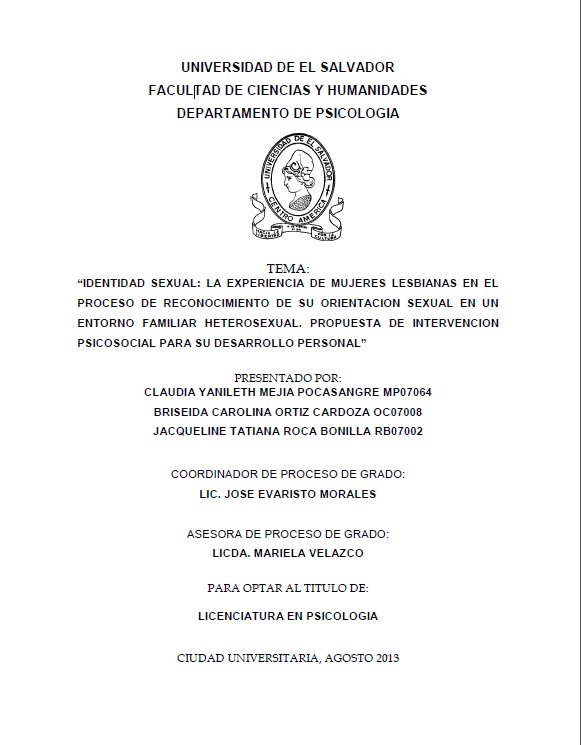 UNIVERSIDAD DE EL SALVADOR
FACULTAD DE CIENCIAS Y HUMANIDADES
DEPARTAMENTO DE PSICOLOGIA
UNIVERSIDAD DE EL SALVADOR
CENTRO AMERICA
HACIA LA
LIBERTAD
POR LA
CULTURA
TEMA:
“IDENTIDAD SEXUAL: LA EXPERIENCIA DE MUJERES LESBIANAS EN EL
PROCESO DE RECONOCIMIENTO DE SU ORIENTACION SEXUAL EN UN
ENTORNO FAMILIAR HETEROSEXUAL. PROPUESTA DE INTERVENCION
PSICOSOCIAL PARA SU DESARROLLO PERSONAL”
PRESENTADO POR:
CLAUDIA YANILETH MEJIA POCASANGRE MP07064
BRISEIDA CAROLINA ORTIZ CARDOZA OC07008
JACQUELINE TATIANA ROCA BONILLA RB07002
COORDINADOR DE PROCESO DE GRADO:
LIC. JOSE EVARISTO MORALES
ASESORA DE PROCESO DE GRADO:
LICDA. MARIELA VELAZCO
PARA OPTAR AL TITULO DE:
LICENCIATURA EN PSICOLOGIA
CIUDAD UNIVERSITARIA, AGOSTO 2013